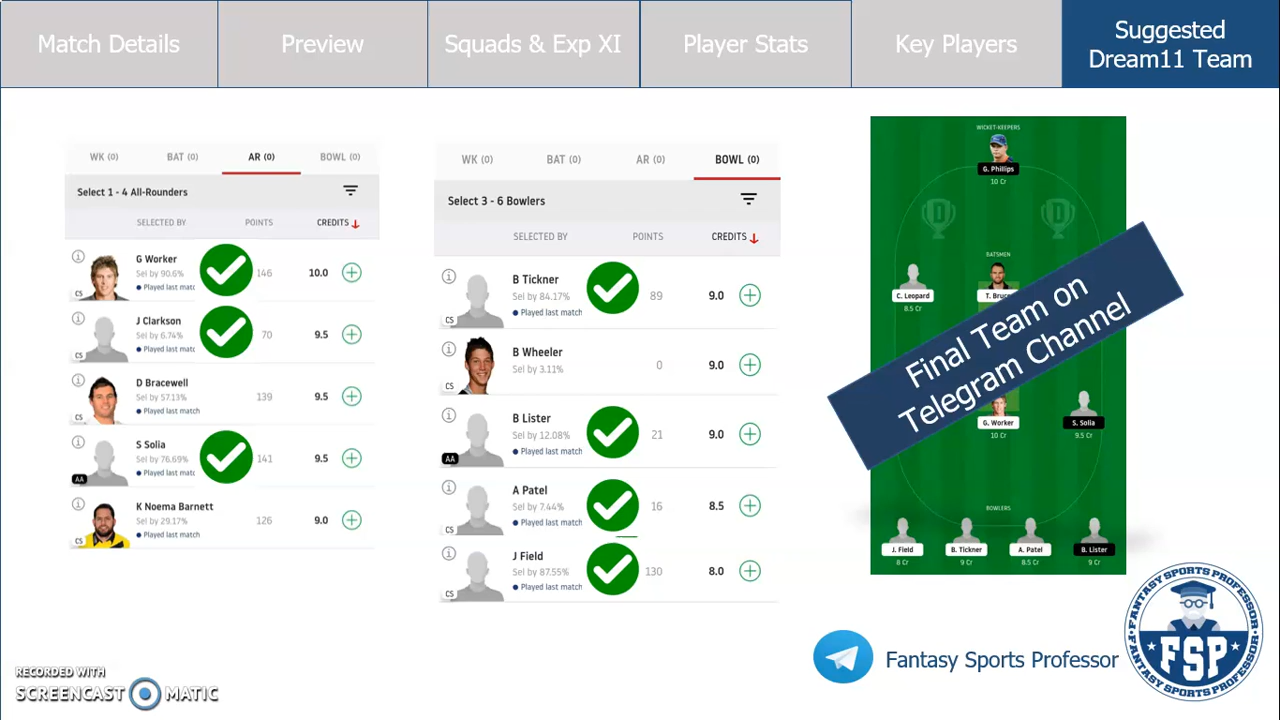 Match Details
Preview
Squads & Exp XI
Player Stats
Key Players
Suggested
Dream11 Team
WK (0) BAT (0) AR (0) BOWL (0)
Select 1 - 4 All-Rounders
SELECTED BY POINTS CREDITS
G Worker
Sel by 90.6% 146 10.0
Played last matc
CS
J Clarkson
Sel by 6.74% 70 9.5
Played last matc
CS
D Bracewell
Sel by 57.13% 139 9.5
Played last match
CS
S Solia
Sel by 76.69% 141 9.5
Played last matc
AA
K Noema Barnett
Sel by 29.17% 126 9.0
Played last match
CS
WK (0) BAT (0) AR (0) BOWL (0)
Select 3 - 6 Bowlers
SELECTED BY POINTS CREDITS
B Tickner
Sel by 84.17% 89 9.0
Played last match
CS
B Wheeler
Sel by 3.11% 0 9.0
CS
B Lister
Sel by 12.08% 21 9.0
Played last match
AA
A Patel
Sel by 7.44% 16 8.5
Played last match
CS
J Field
Sel by 87.55% 130 8.0
Played last match
CS
WICKET-KEEPERS
G. Phillips
10 Cr
BATSMEN
C. Leopard T. Bruc
8.5 Cr
Final Team on
Telegram Channel
G. Worker S. Solia
10 Cr 9.5 Cr
BOWLERS
J. Field B. Tickner A. Patel B. Lister
8 Cr 9 Cr 8.5 Cr 9 Cr
Fantasy Sports Professor
FANTASY SPORTS PROFESSOR
FSP
FANTASY SPORTS PROFESSOR
RECORDED WITH
SCREENCAST MATIC